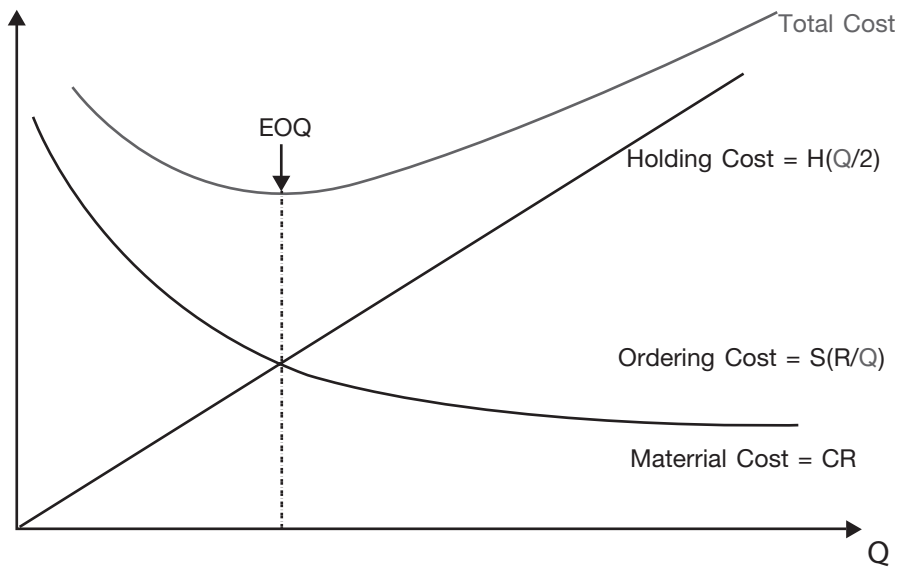 Total Cost
EOQ
Holding Cost = H(Q/2)
Ordering Cost = S(R/Q)
Materrial Cost = CR
Q